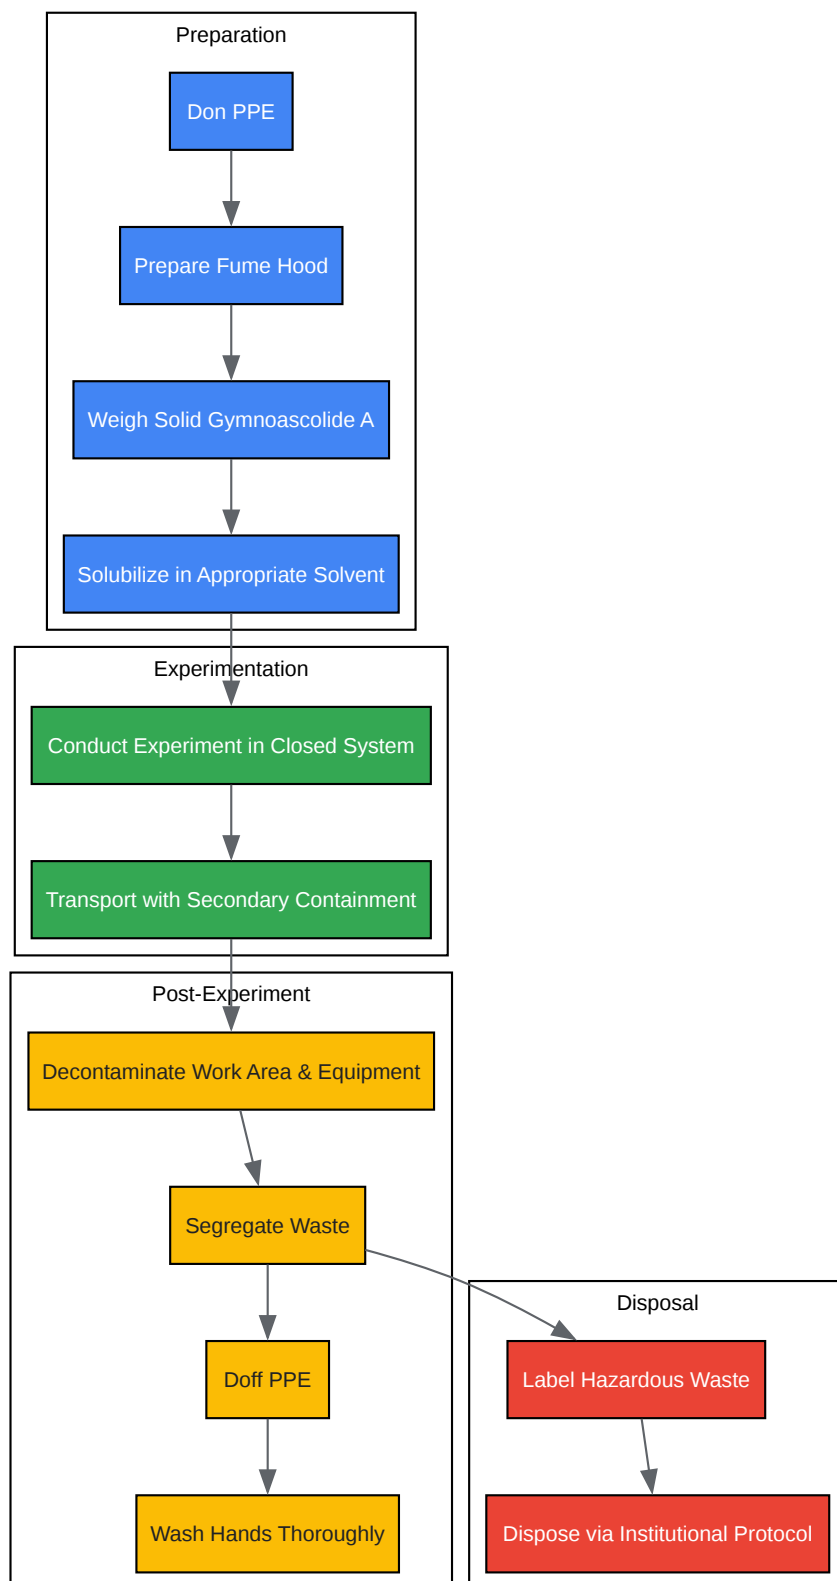 Preparation
Don PPE
Prepare Fume Hood
Weigh Solid Gymnoascolide A
Solubilize in Appropriate Solvent
Experimentation
Conduct Experiment in Closed System
Transport with Secondary Containment
Post-Experiment
Decontaminate Work Area & Equipment
Segregate Waste
Doff PPE
Wash Hands Thoroughly
Disposal
Label Hazardous Waste
Dispose via Institutional Protocol